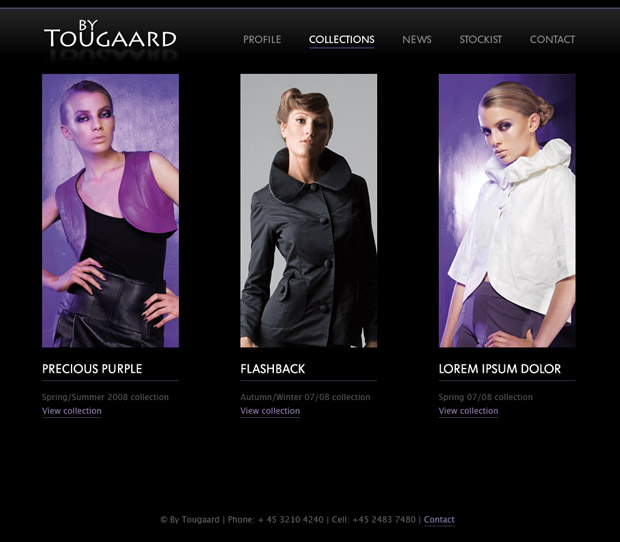 BY
TOUGAARD
PROFILE COLLECTIONS NEWS STOCKIST CONTACT
PRECIOUS PURPLE
Spring/Summer 2008 collection
View collection
FLASHBACK
Autumn/Winter 07/08 collection
View collection
LOREM IPSUM DOLOR
Spring 07/08 collection
View collection
© By Tougaard | Phone: + 45 3210 4240 | Cell: +45 2483 7480 | Contact